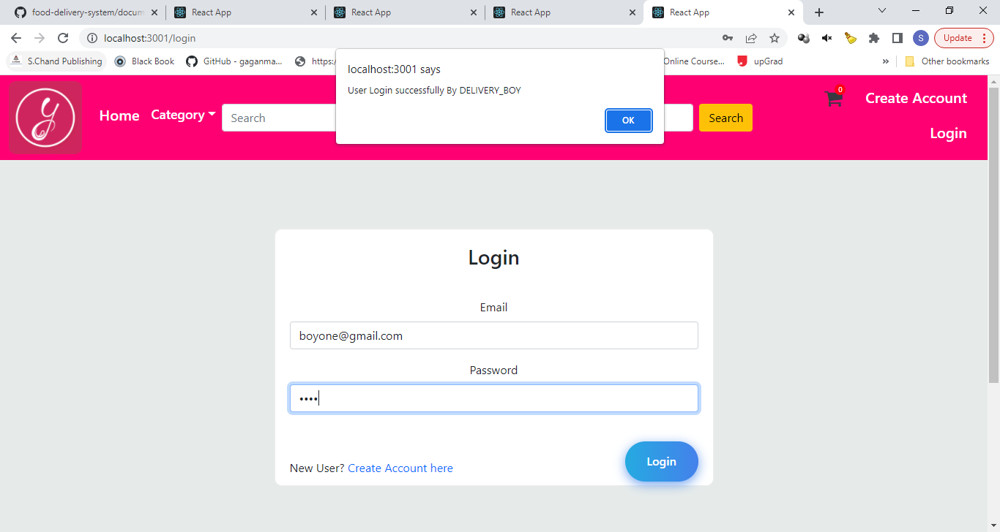 food-delivery-system/docum
React App
React App
React App
React App
localhost:3001/login
S
Update
S.Chand Publishing
Black Book
GitHub - gaganma...
https:/
Online Course...
upGrad
»
Other bookmarks
localhost:3001 says
User Login successfully By DELIVERY_BOY
OK
Home
Category
Search
Search
0
Create Account
Login
Login
Email
boyone@gmail.com
Password
••••
New User? Create Account here
Login